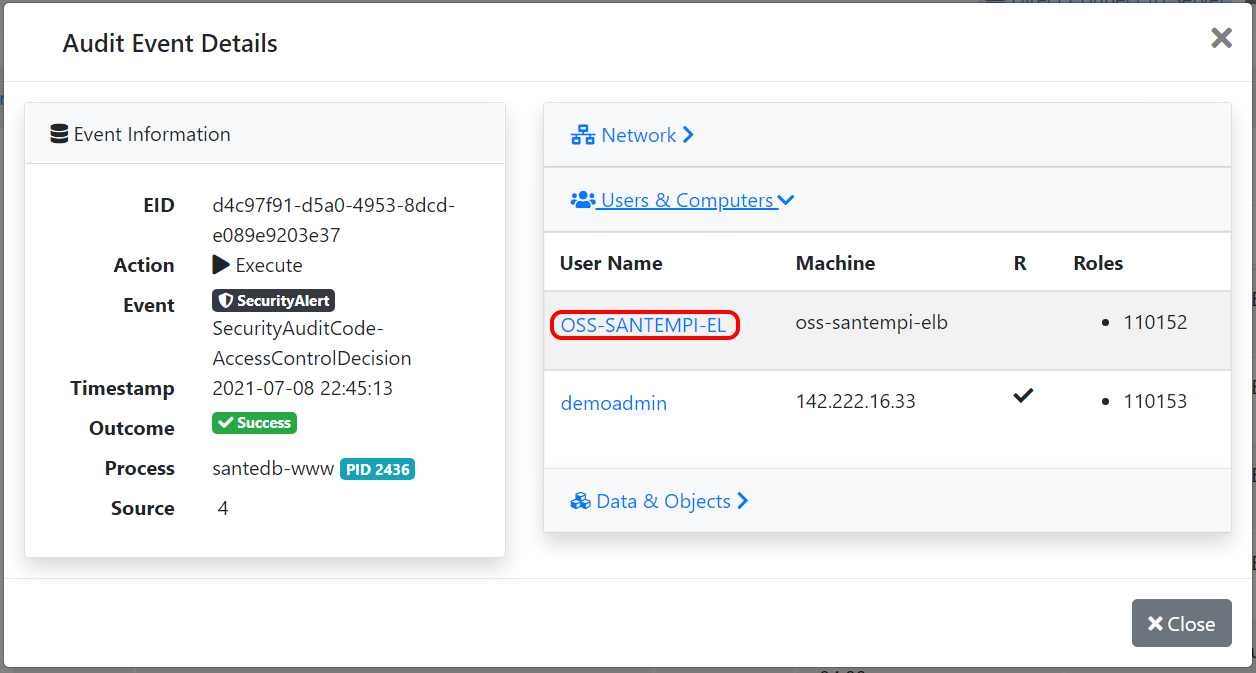 Audit Event Details
Event Information
EID d4c97f91-d5a0-4953-8dcd-
e089e9203e37
Action Execute
Event SecurityAlert
SecurityAuditCode-
AccessControlDecision
Timestamp 2021-07-08 22:45:13
Outcome Success
Process santedb-www PID 2436
Source 4
Network
Users & Computers
User Name Machine R Roles
OSS-SANTEMPI-EL oss-santempi-elb 110152
demoadmin 142.222.16.33 110153
Data & Objects
Close